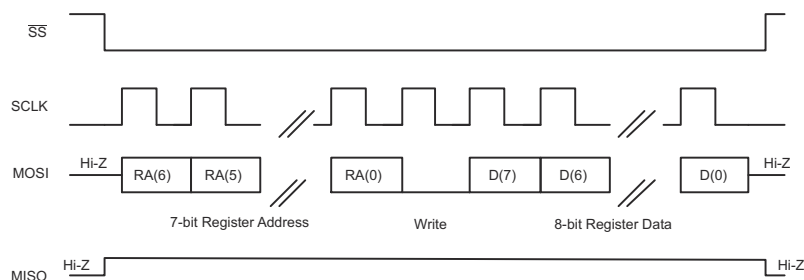 SS
SCLK
MOSI Hi-Z RA(6) RA(5) RA(0) D(7) D(6) D(0) Hi-Z
7-bit Register Address Write 8-bit Register Data
MISO Hi-Z Hi-Z